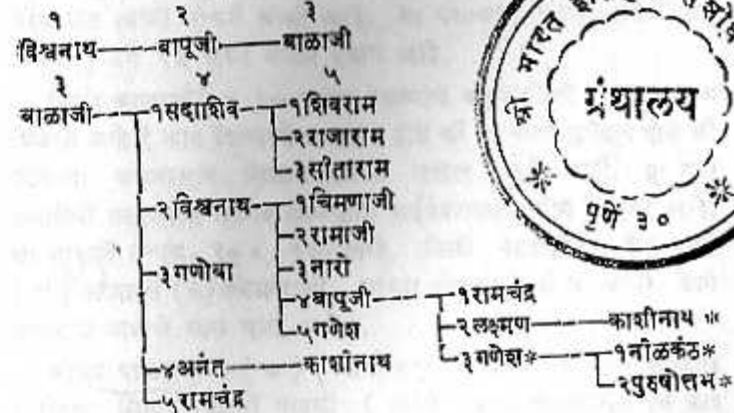 १ २ ३
विश्वनाथ बापूजी बाळाजी
३ ४ ५
बाळाजी १सदाशिव १शिवराम
२राजाराम
३सीताराम
२विश्वनाथ १चिमणाजी
२रामाजी
३गणोबा ३नारो
४बापूजी १रामचंद्र
५गणेश २लक्ष्मण काशीनाथ *
४अनंत काशीनाथ ३गणेश* १नीळकंठ*
२पुरुषोत्तम*
५रामचंद्र
श्री भारत
ग्रंथालय
* पुणें ३० *